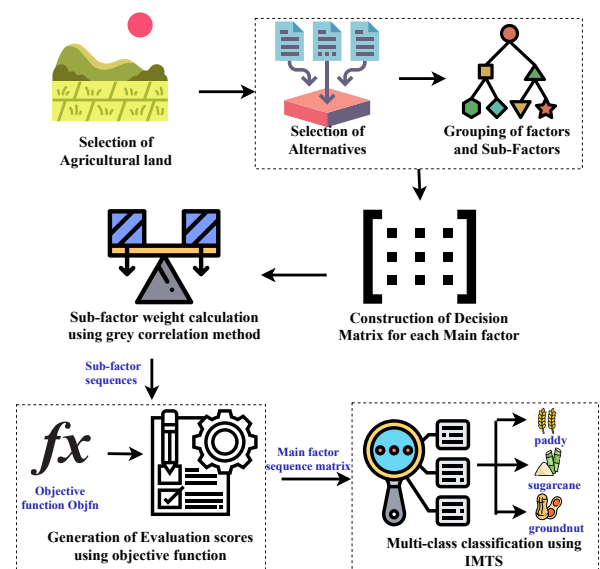 Selection of
Agricultural land
Selection of
Alternatives
Grouping of factors
and Sub-Factors
Sub-factor weight calculation
using grey correlation method
Construction of Decision
Matrix for each Main factor
Sub-factor
sequences
fx
Objective
function Objfn
Generation of Evaluation scores
using objective function
Main factor
sequence matrix
paddy
sugarcane
groundnut
Multi-class classification using
IMTS